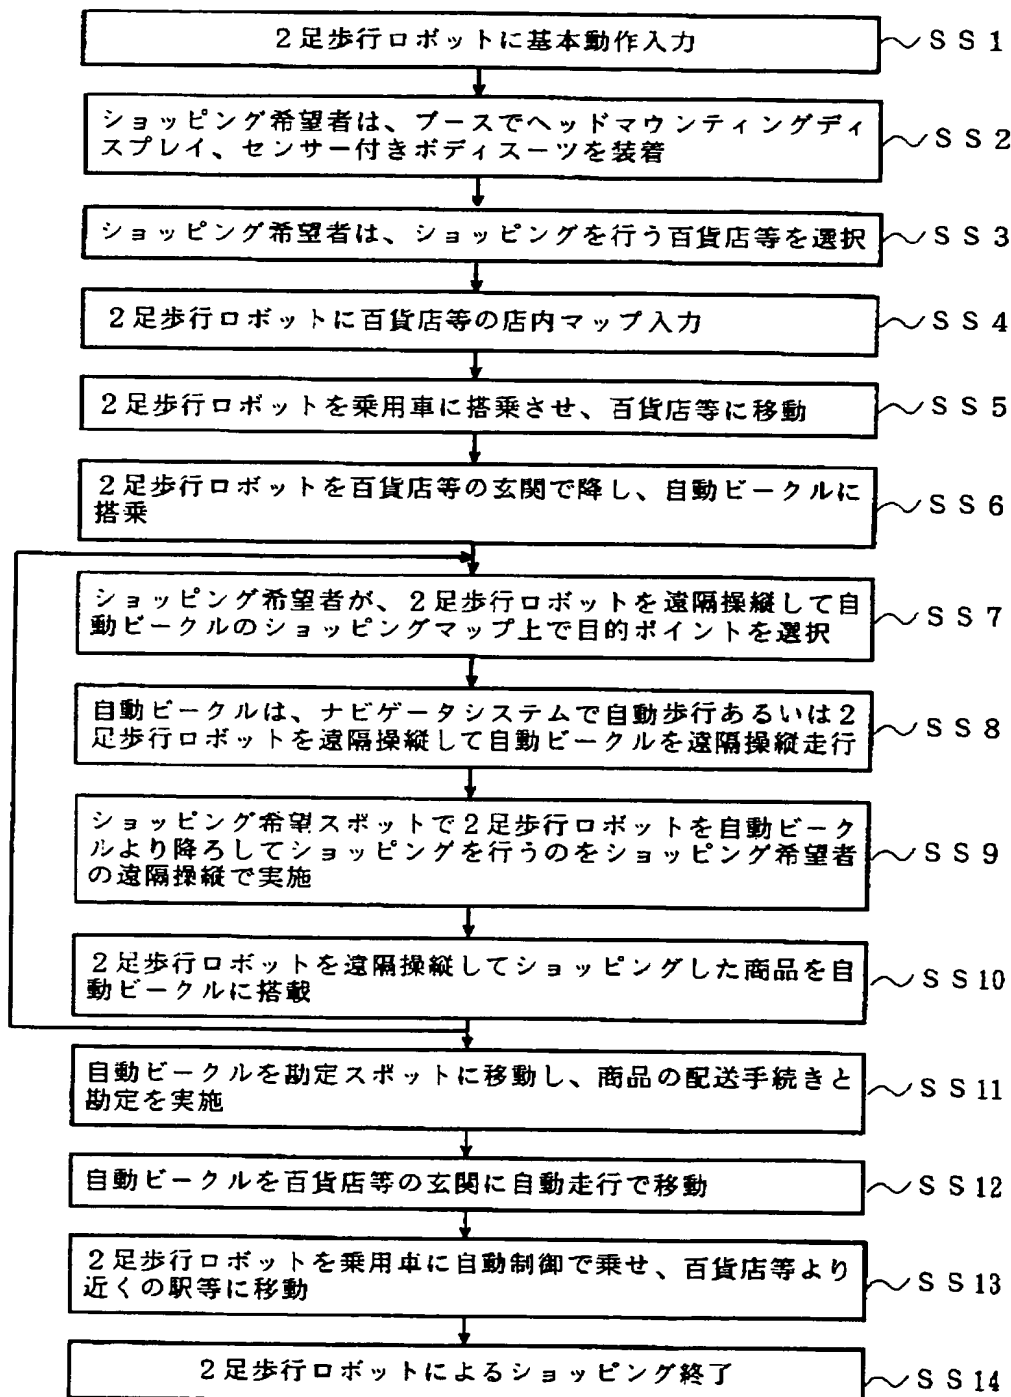 2足歩行ロボットに基本動作入力
SS1
ショッピング希望者は、ブースでヘッドマウンティングディ
スプレイ、センサー付きボディスーツを装着
SS2
ショッピング希望者は、ショッピングを行う百貨店等を選択
SS3
2足歩行ロボットに百貨店等の店内マップ入力
SS4
2足歩行ロボットを乗用車に搭乗させ、百貨店等に移動
SS5
2足歩行ロボットを百貨店等の玄関で降し、自動ビークルに
搭乗
SS6
ショッピング希望者が、2足歩行ロボットを遠隔操縦して自
動ビークルのショッピングマップ上で目的ポイントを選択
SS7
自動ビークルは、ナビゲータシステムで自動歩行あるいは2
足歩行ロボットを遠隔操縦して自動ビークルを遠隔操縦走行
SS8
ショッピング希望スポットで2足歩行ロボットを自動ビーク
ルより降ろしてショッピングを行うのをショッピング希望者
の遠隔操縦で実施
SS9
2足歩行ロボットを遠隔操縦してショッピングした商品を自
動ビークルに搭載
SS10
自動ビークルを勘定スポットに移動し、商品の配送手続きと
勘定を実施
SS11
自動ビークルを百貨店等の玄関に自動走行で移動
SS12
2足歩行ロボットを乗用車に自動制御で乗せ、百貨店等より
近くの駅等に移動
SS13
2足歩行ロボットによるショッピング終了
SS14